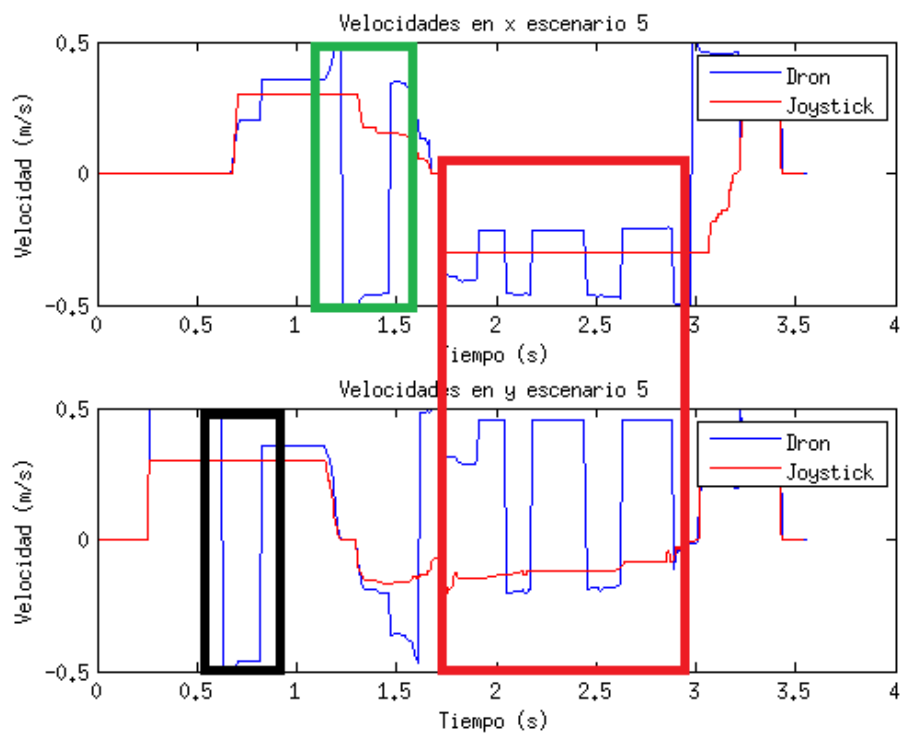 Velocidades en x escenario 5
0.5
0
-0.5
Velocidad (m/s)
Dron
Joystick
0 0.5 1 1.5 2 2.5 3 3.5 4
Tiempo (s)
Velocidades en y escenario 5
0.5
0
-0.5
Velocidad (m/s)
Dron
Joystick
0 0.5 1 1.5 2 2.5 3 3.5 4
Tiempo (s)